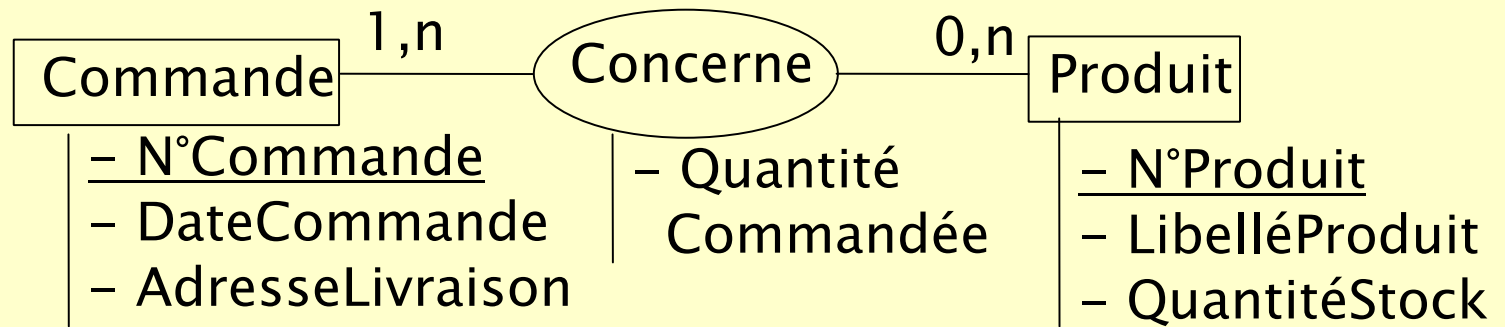 1,n
0,n
Commande
Concerne
Produit
- N°Commande
- DateCommande
- AdresseLivraison
- Quantité
Commandée
- N°Produit
- LibelléProduit
- QuantitéStock